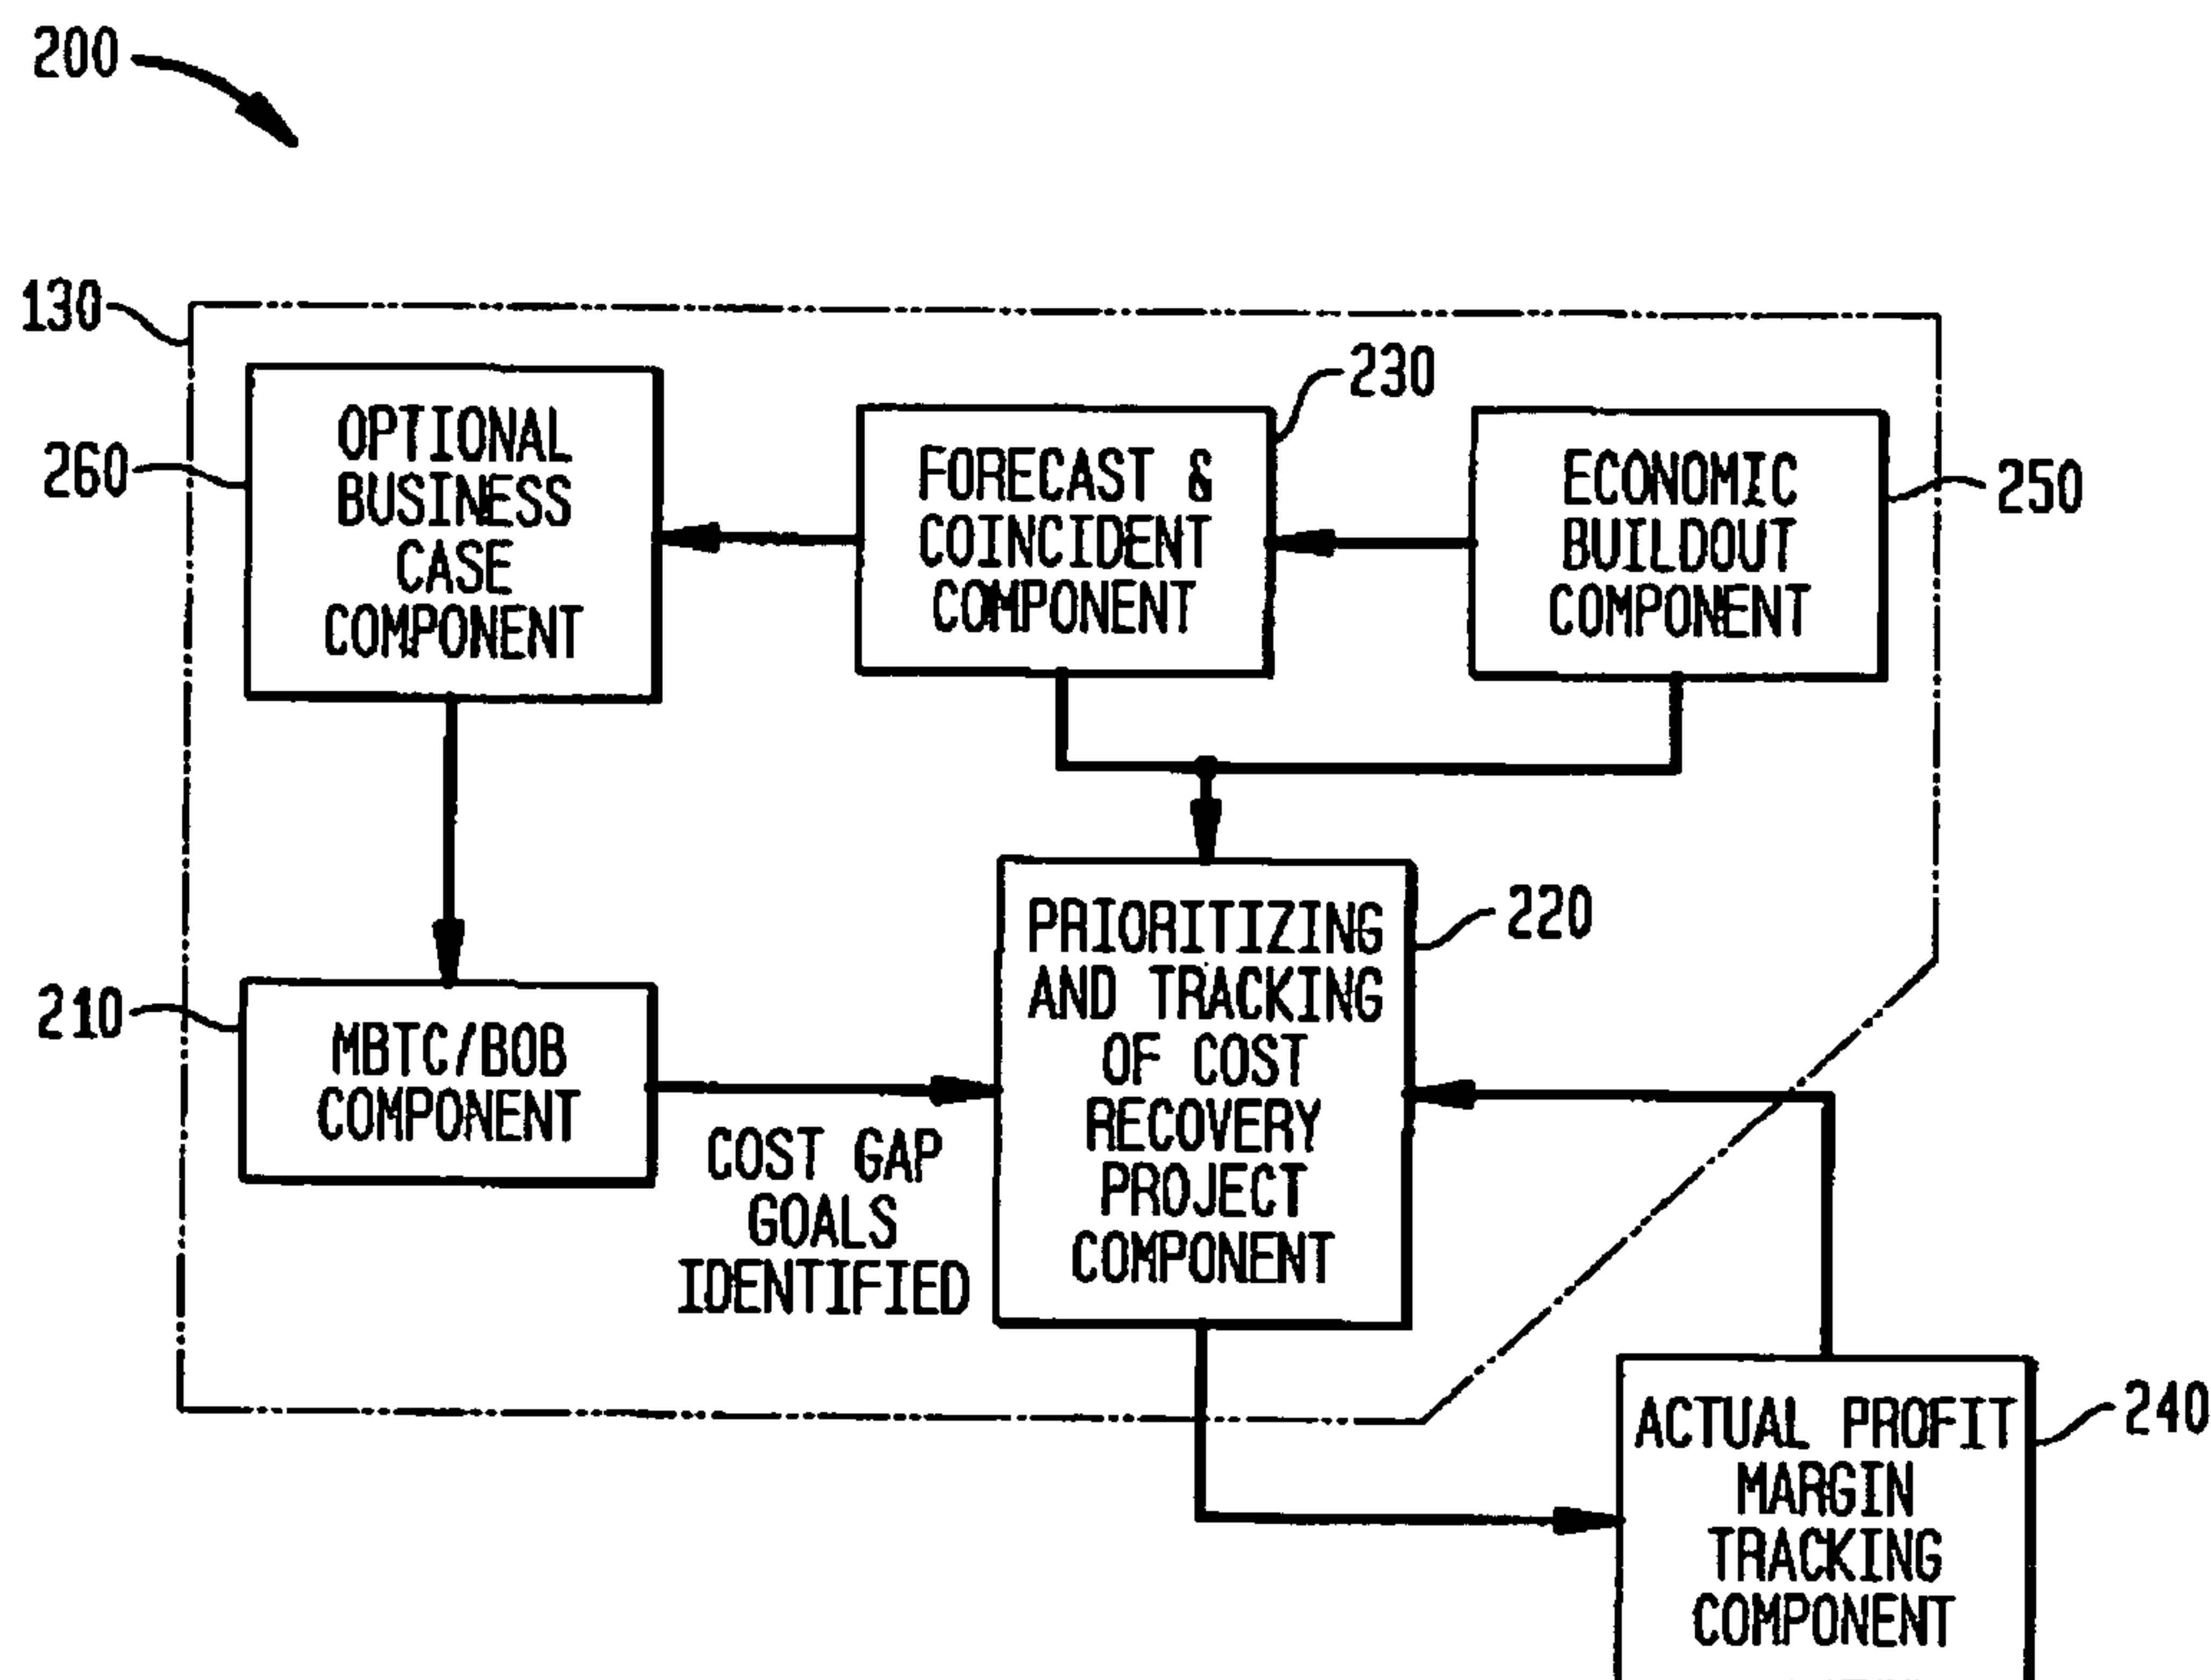 200
130
260
OPTIONAL
BUSINESS
CASE
COMPONENT
230
FORECAST &
COINCIDENT
COMPONENT
250
ECONOMIC
BUILDOUT
COMPONENT
210
MBTC/BOB
COMPONENT
COST GAP
GOALS
IDENTIFIED
220
PRIORITIZING
AND TRACKING
OF COST
RECOVERY
PROJECT
COMPONENT
240
ACTUAL PROFIT
MARGIN
TRACKING
COMPONENT